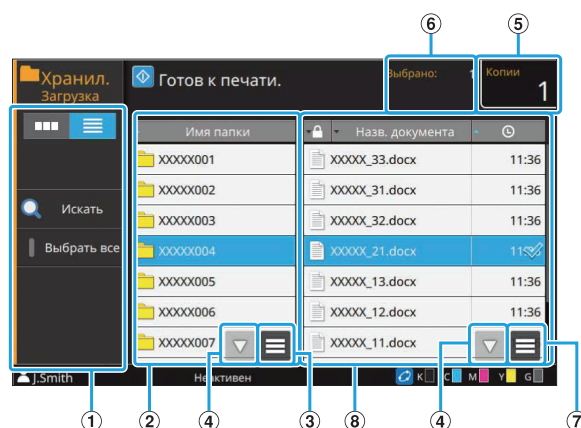 ⑥ ⑤
Хранил.
Загрузка
Готов к печати.
Выбрано: 1
Копии
1
Имя папки
Назв. документа
XXXXX001
XXXXX_33.docx 11:36
XXXXX002
XXXXX_31.docx 11:36
Искать
XXXXX003
XXXXX_32.docx 11:36
Выбрать все
XXXXX004
XXXXX_21.docx 11:36
XXXXX005
XXXXX_13.docx 11:36
XXXXX006
XXXXX_12.docx 11:36
XXXXX007
XXXXX_11.docx
J.Smith
Неактивен
K C M Y G
① ② ④ ③ ⑧ ④ ⑦